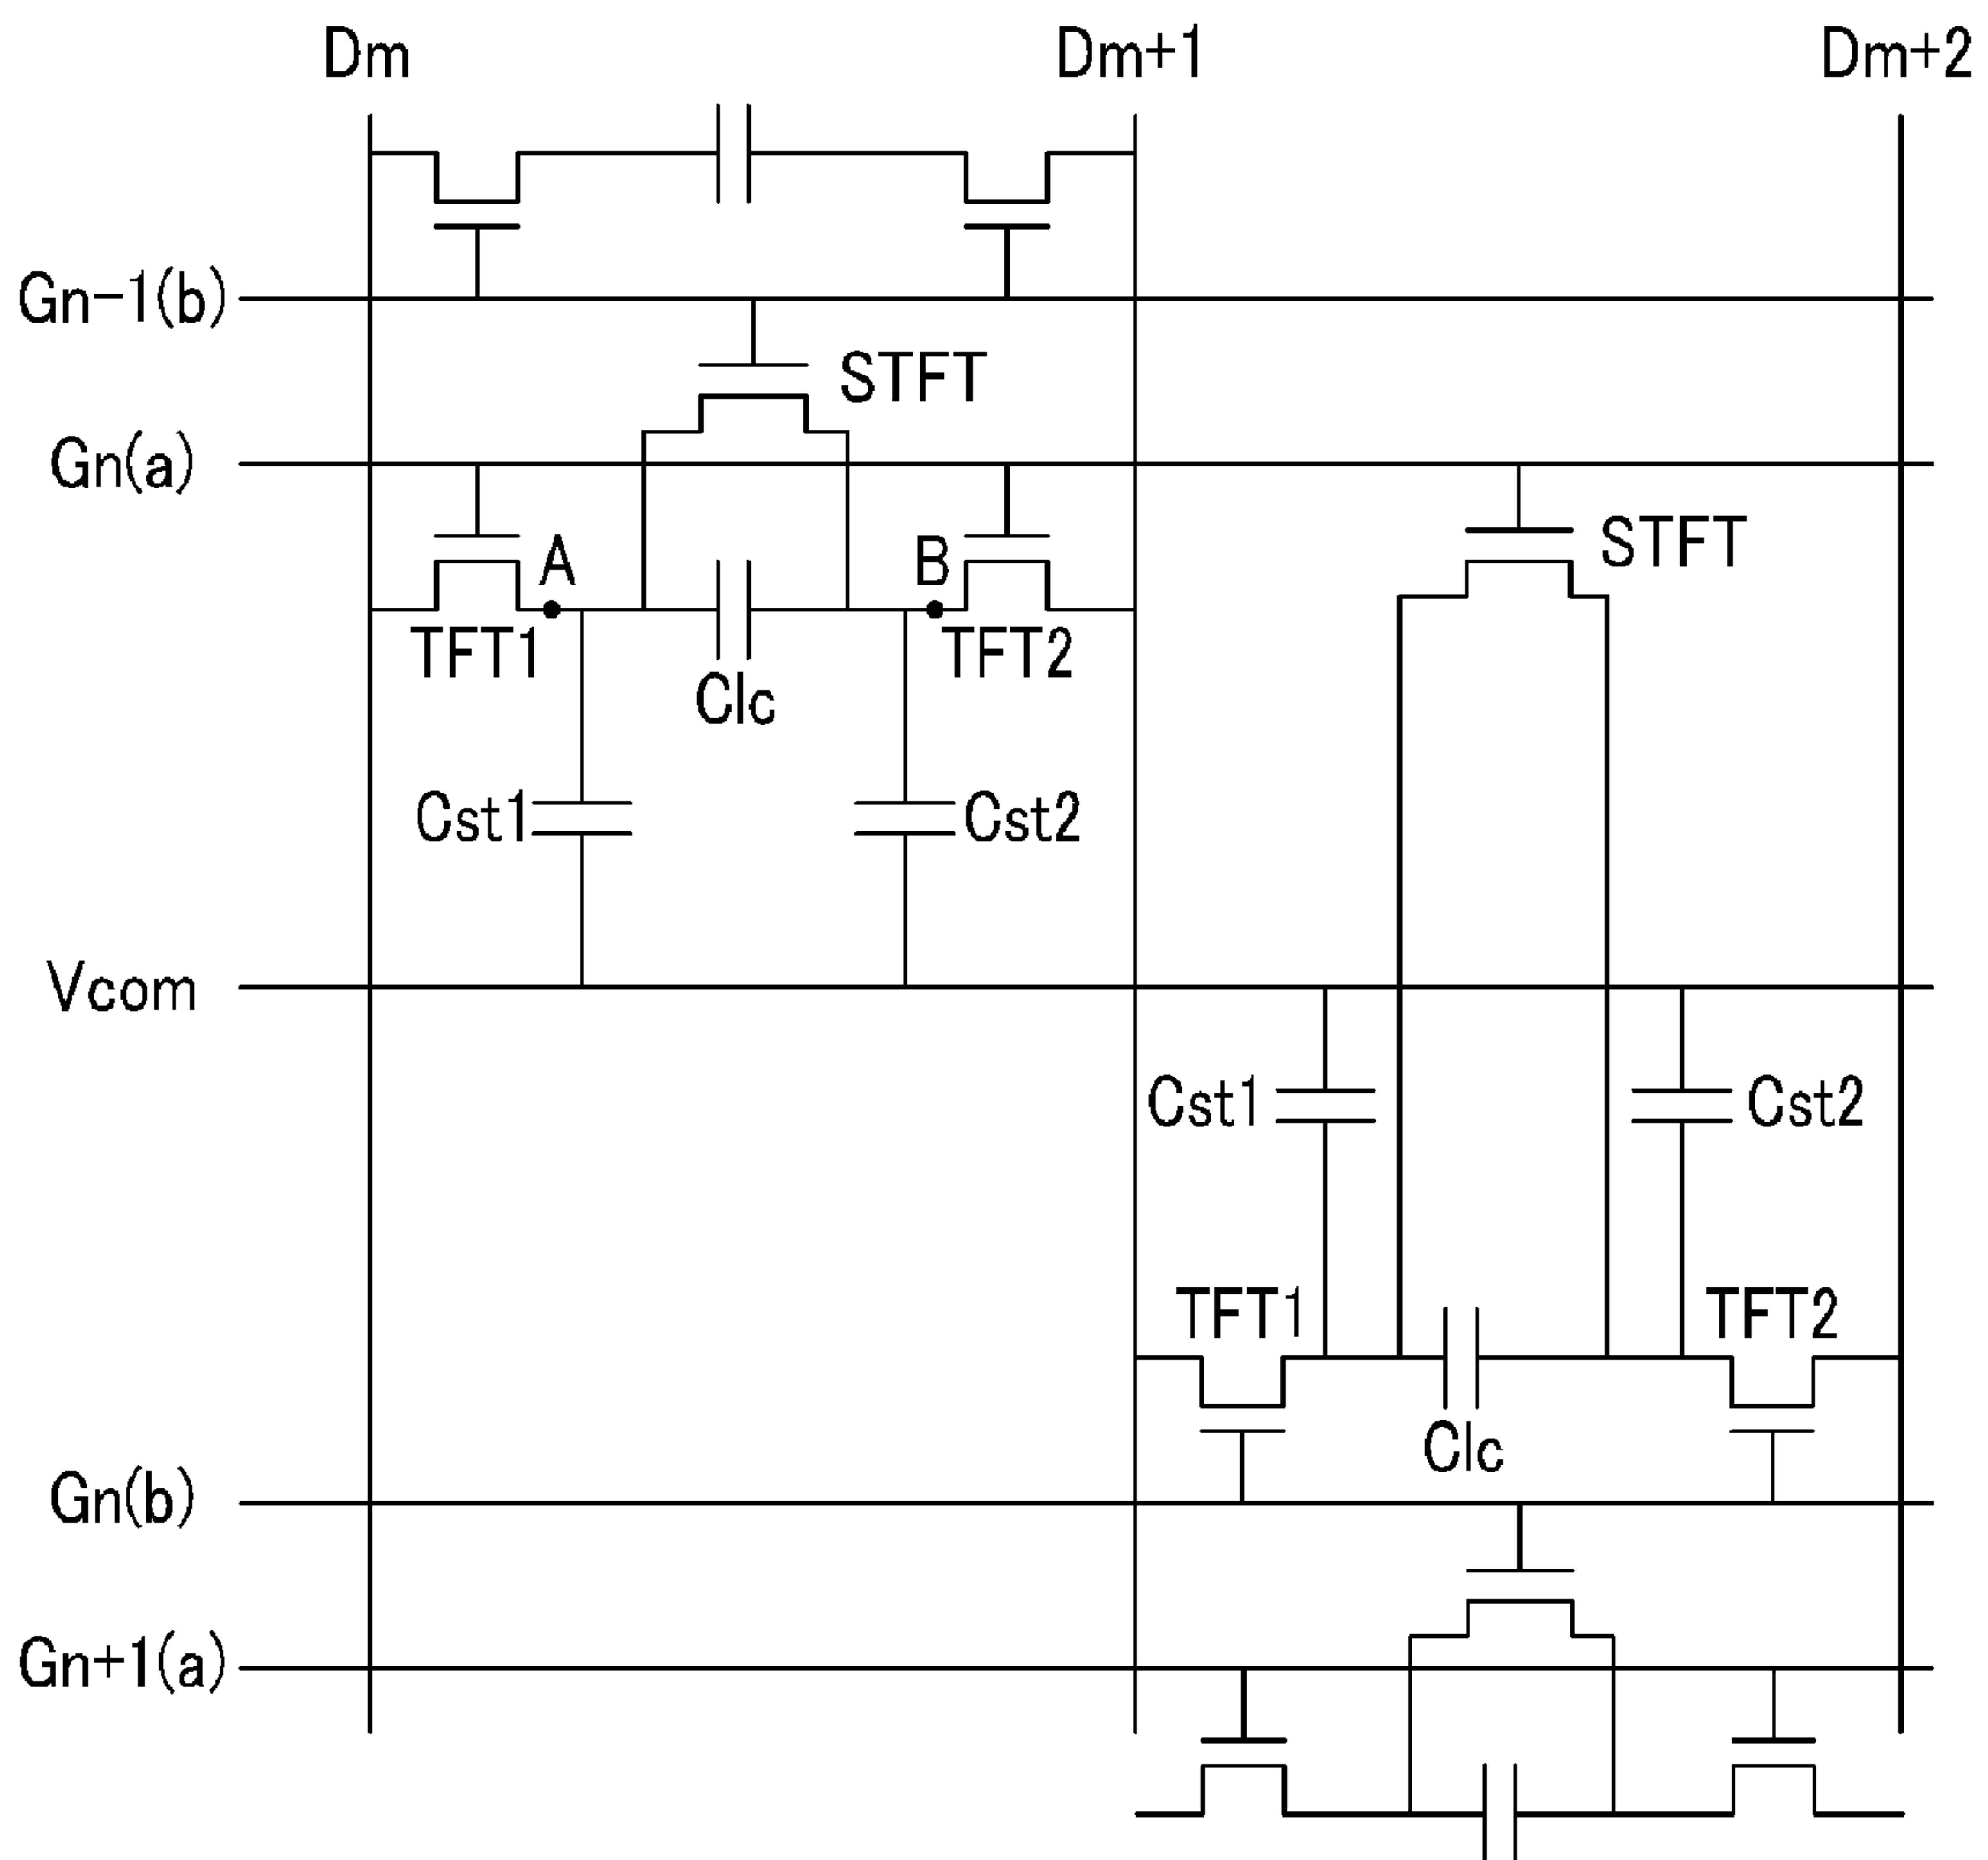 Dm
Dm+1
Dm+2
Gn-1(b)
STFT
Gn(a)
STFT
A
B
TFT1
TFT2
Clc
Cst1
Cst2
Vcom
Cst1
Cst2
TFT1
TFT2
Clc
Gn(b)
Gn+1(a)